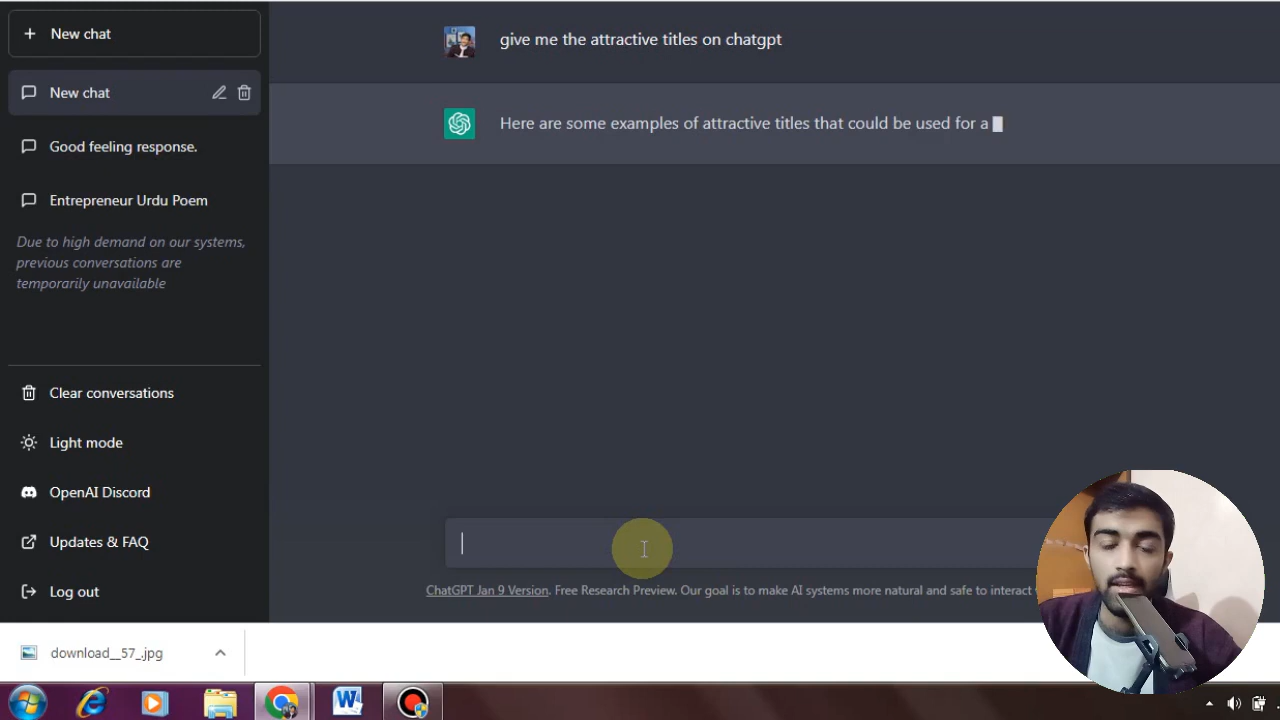 New chat
give me the attractive titles on chatgpt
New chat
Here are some examples of attractive titles that could be used for a
Good feeling response.
Entrepreneur Urdu Poem
Due to high demand on our systems,
previous conversations are
temporarily unavailable
Clear conversations
Light mode
OpenAI Discord
Updates & FAQ
Log out
ChatGPT Jan 9 Version. Free Research Preview. Our goal is to make AI systems more natural and safe to interact
download__57_.jpg